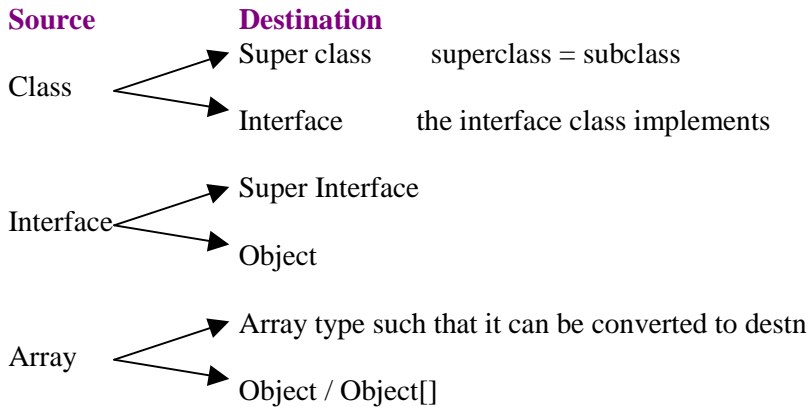 Source Destination
Super class superclass = subclass
Class
Interface the interface class implements
Super Interface
Interface
Object
Array type such that it can be converted to destn
Array
Object / Object[]